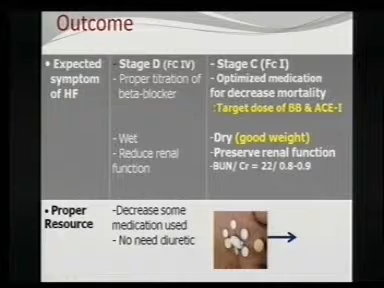 Outcome
• Expected
symptom
of HF
- Stage D (FC IV)
- Proper titration of
beta-blocker
- Wet
- Reduce renal
function
- Stage C (Fc I)
- Optimized medication
for decrease mortality
:Target dose of BB & ACE-I
-Dry (good weight)
-Preserve renal function
-BUN/ Cr = 22/ 0.8-0.9
• Proper
Resource
-Decrease some
medication used
- No need diuretic